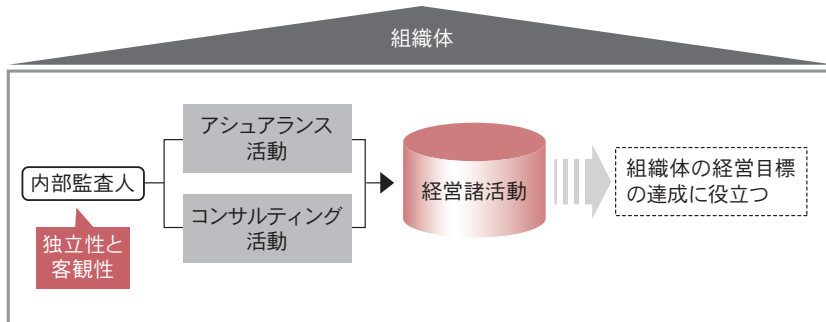 組織体
アシュアランス
活動
内部監査人
コンサルティング
活動
独立性と
客観性
経営諸活動
組織体の経営目標
の達成に役立つ